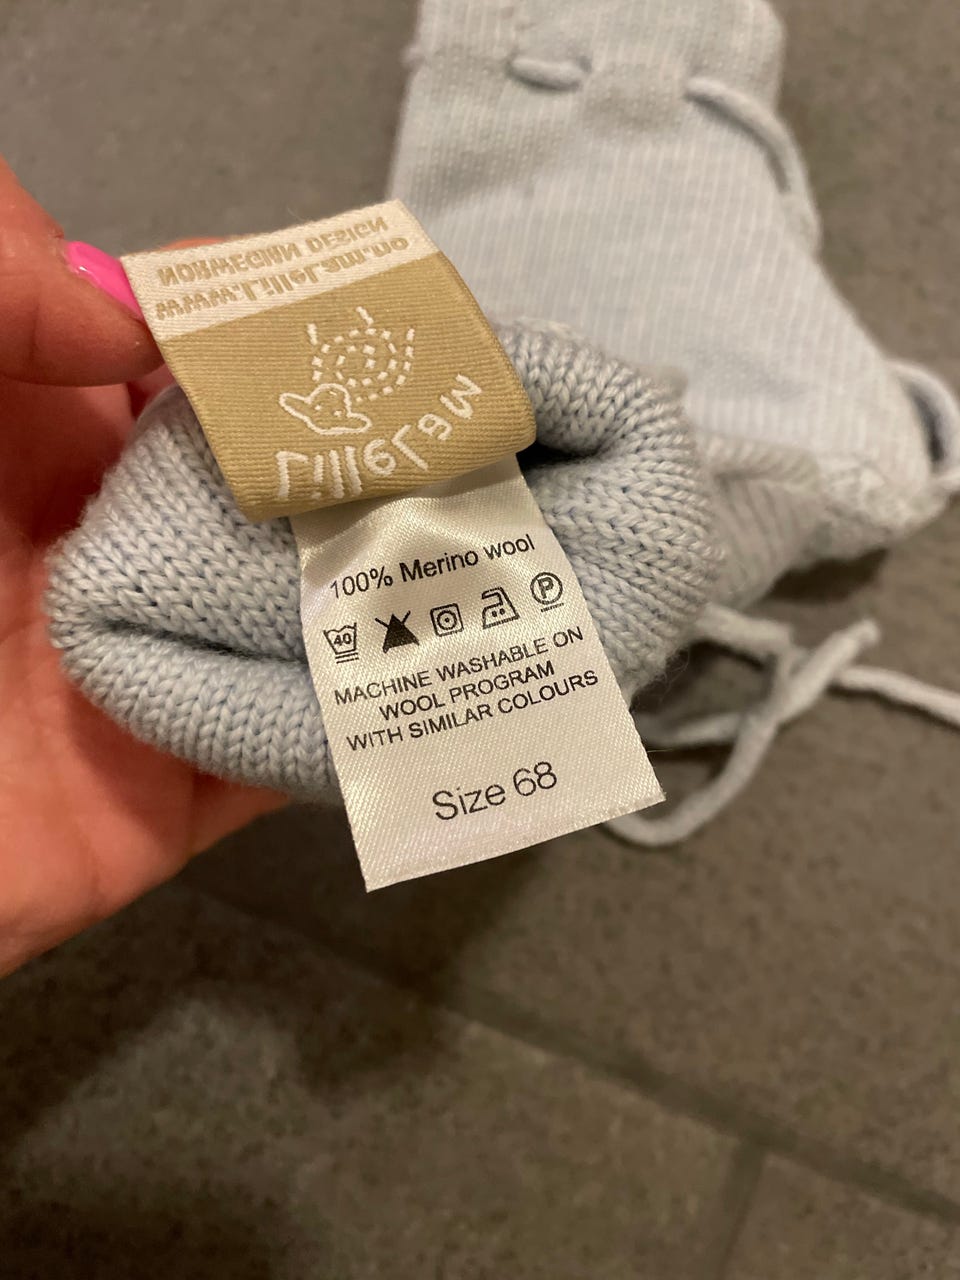 NORWEGIAN DESIGN
www.LilleLam.no
LilleLam
100% Merino wool
40 P
MACHINE WASHABLE ON
WOOL PROGRAM
WITH SIMILAR COLOURS
Size 68